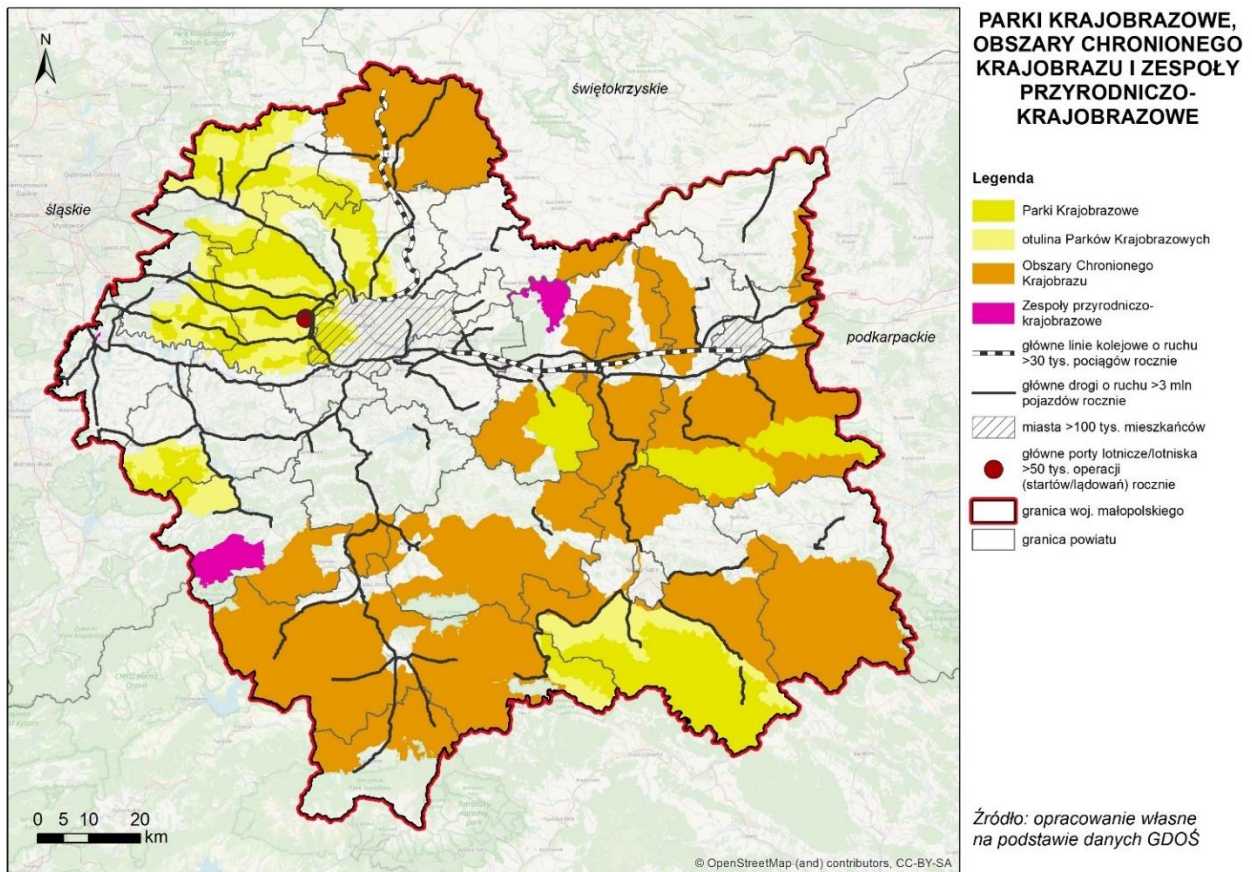 PARKI KRAJOBRAZOWE,
OBSZARY CHRONIONEGO
KRAJOBRAZU I ZESPOŁY
PRZYRODNICZO-
KRAJOBRAZOWE
N
świętokrzyskie
śląskie
podkarpackie
Legenda
Parki Krajobrazowe
otulina Parków Krajobrazowych
Obszary Chronionego
Krajobrazu
Zespoły przyrodniczo-
krajobrazowe
główne linie kolejowe o ruchu
>30 tys. pociągów rocznie
główne drogi o ruchu >3 mln
pojazdów rocznie
miasta >100 tys. mieszkańców
główne porty lotnicze/lotniska
>50 tys. operacji
(startów/lądowań) rocznie
granica woj. małopolskiego
granica powiatu
0 5 10 20
km
Źródło: opracowanie własne
na podstawie danych GDOŚ
© OpenStreetMap (and) contributors, CC-BY-SA